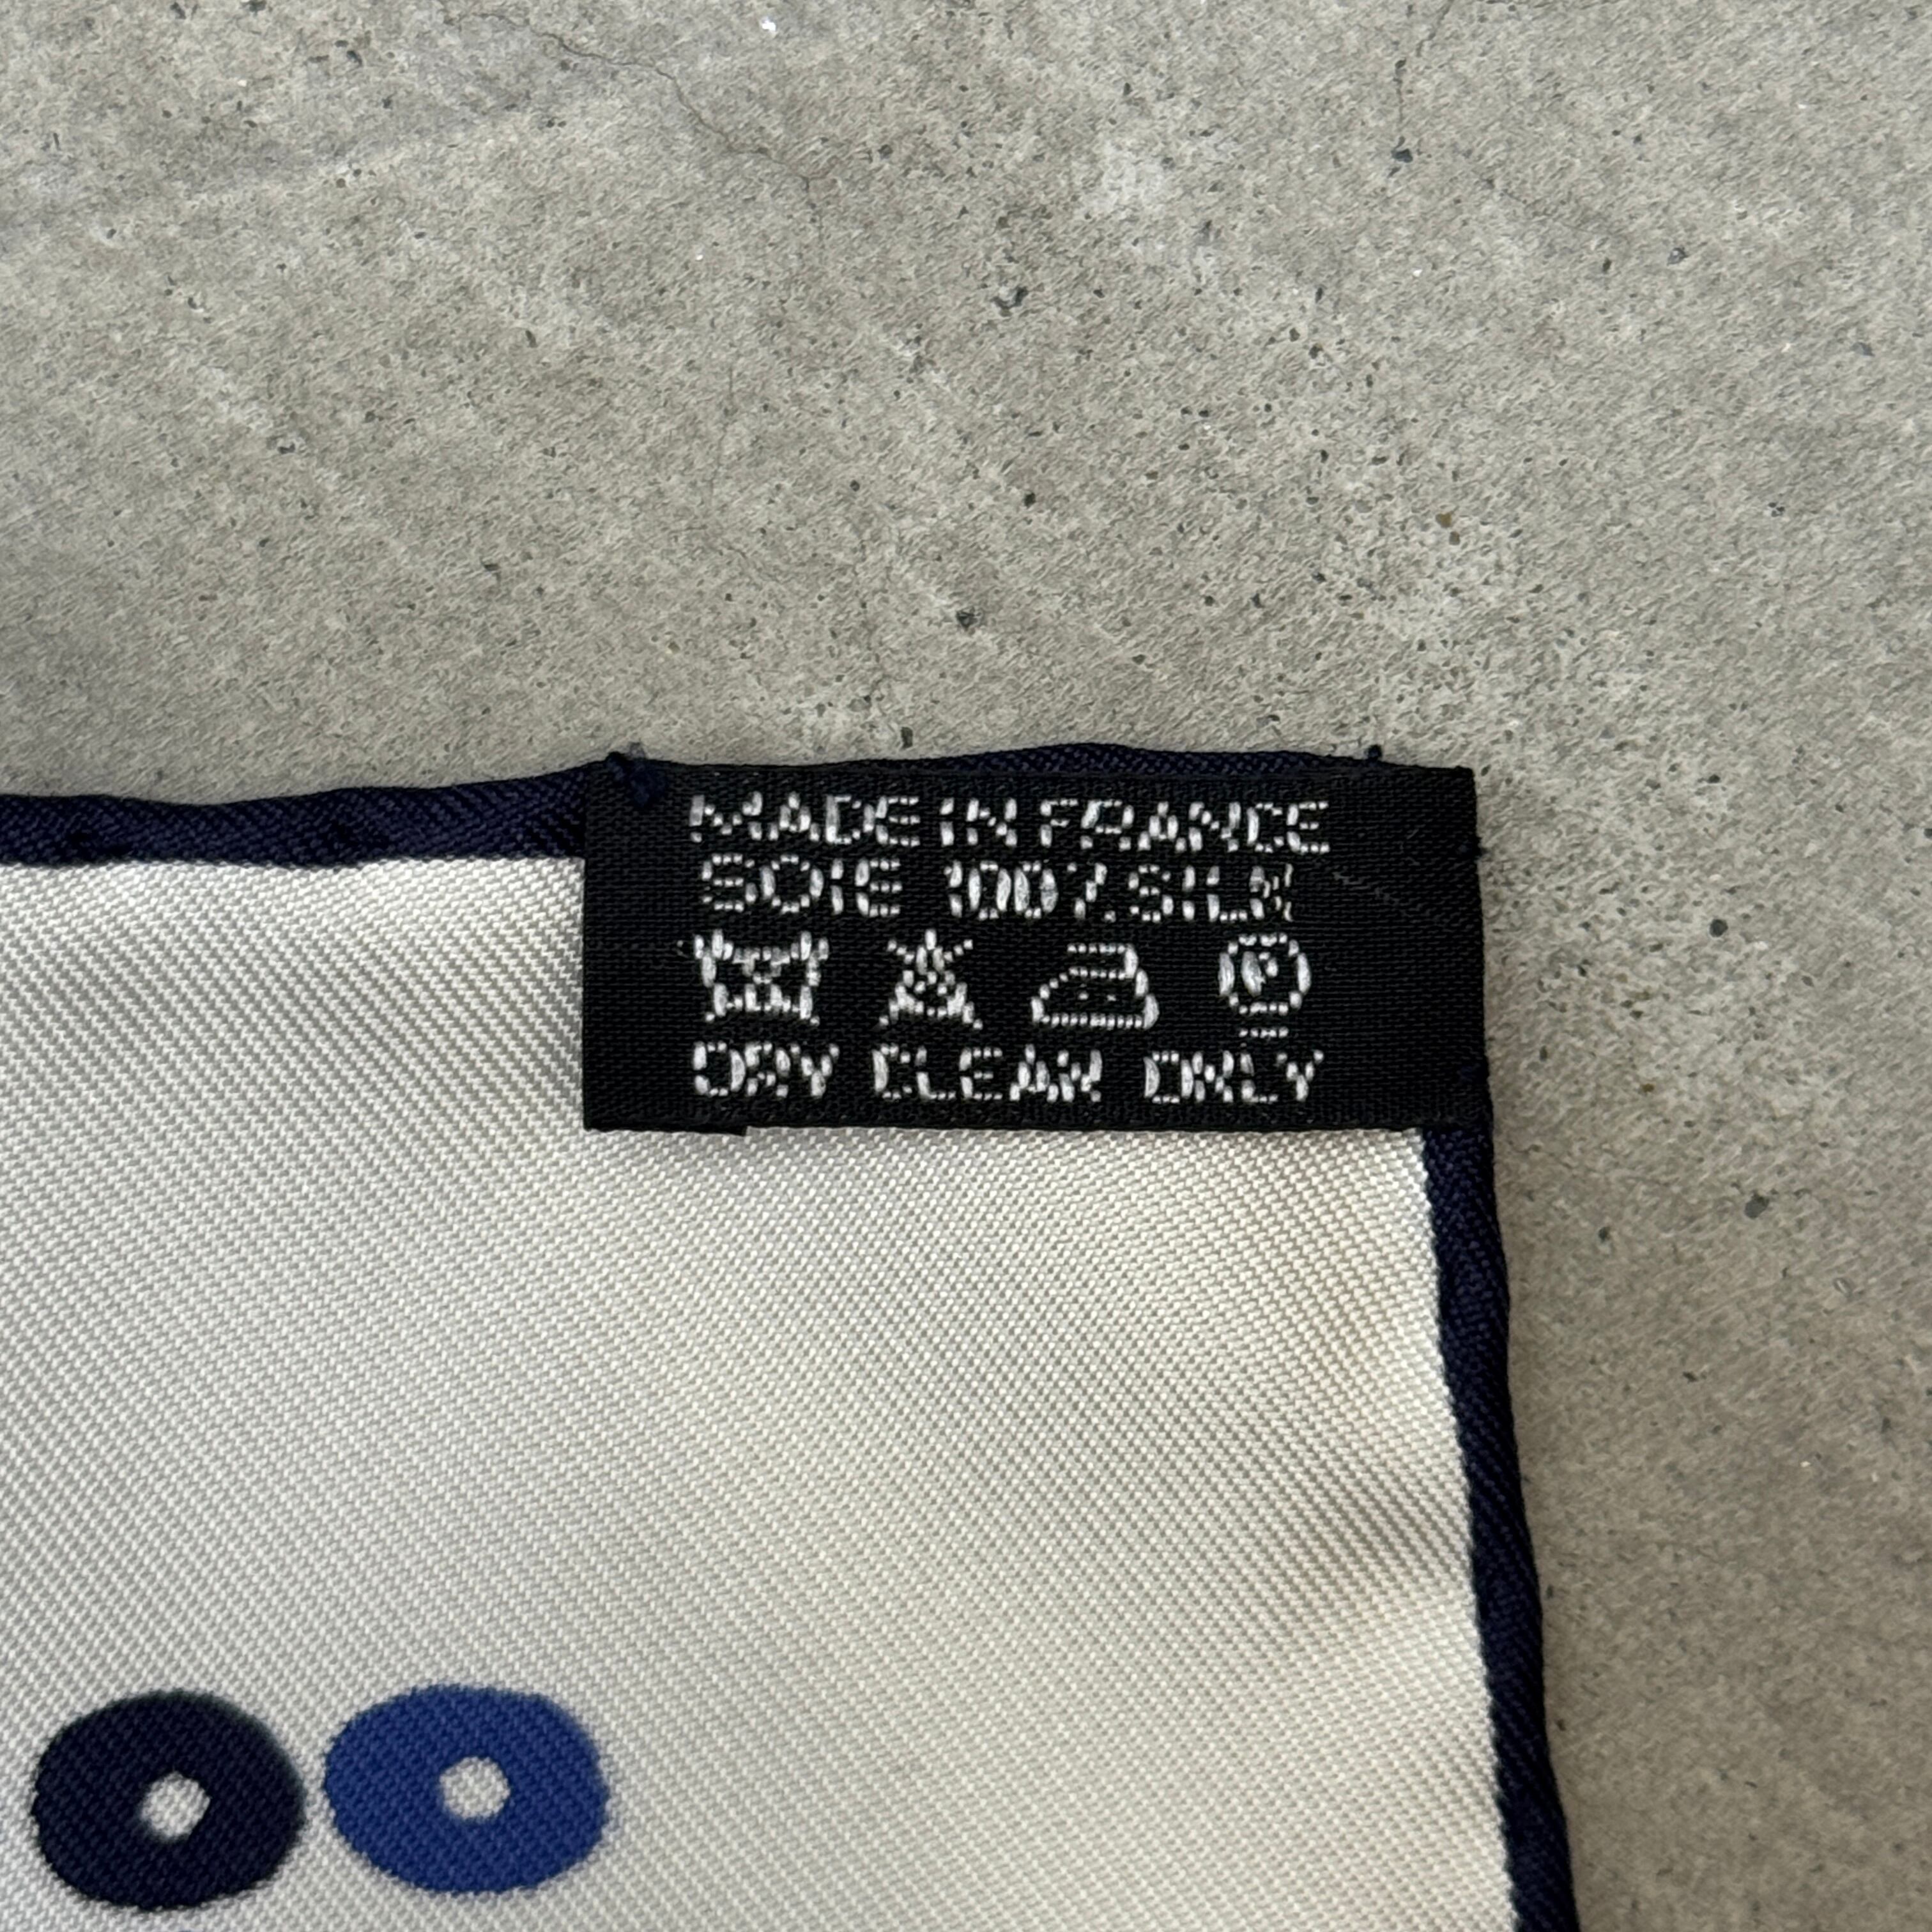 MADE IN FRANCE
SOIE 100% SILK
P
DRY CLEAN ONLY